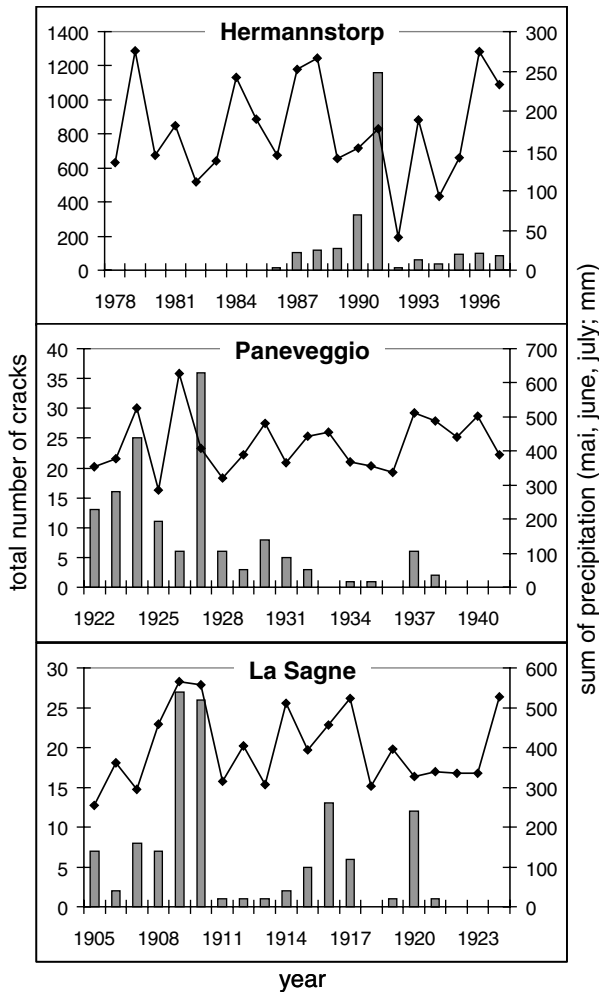 Hermannstorp
1400 300
1200 250
1000 200
800 150
600 100
400 50
200 0
0
1978 1981 1984 1987 1990 1993 1996
Paneveggio
40 700
35 600
30 500
25 400
20 300
15 200
10 100
5 0
0
1922 1925 1928 1931 1934 1937 1940
La Sagne
30 600
25 500
20 400
15 300
10 200
5 100
0 0
1905 1908 1911 1914 1917 1920 1923
total number of cracks
sum of precipitation (mai, june, july; mm)
year